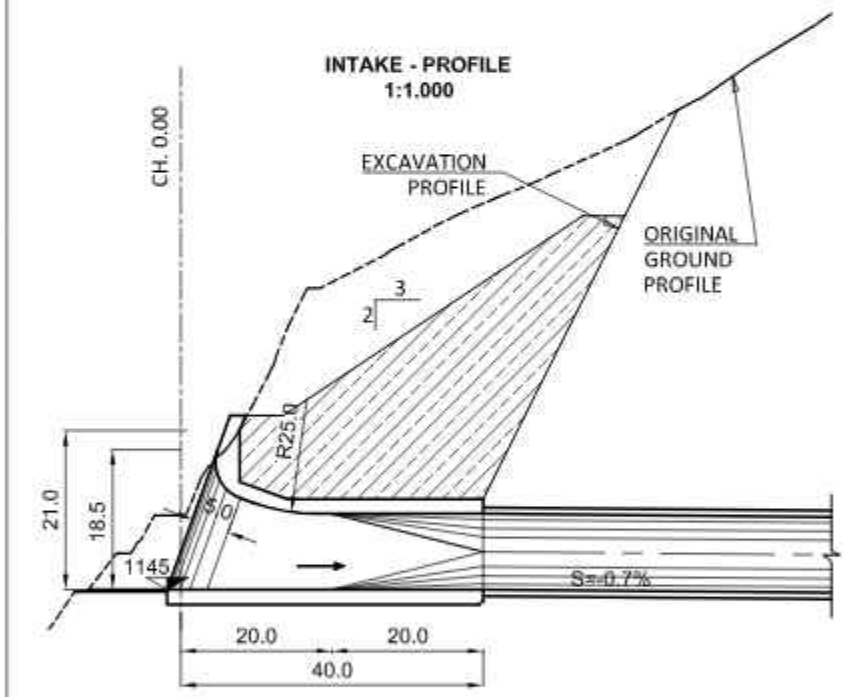 INTAKE - PROFILE
1:1.000
CH. 0.00
EXCAVATION
PROFILE
ORIGINAL
GROUND
PROFILE
3
2
R25.0
21.0
18.5
5.0
1145
S=-0.7%
20.0
20.0
40.0